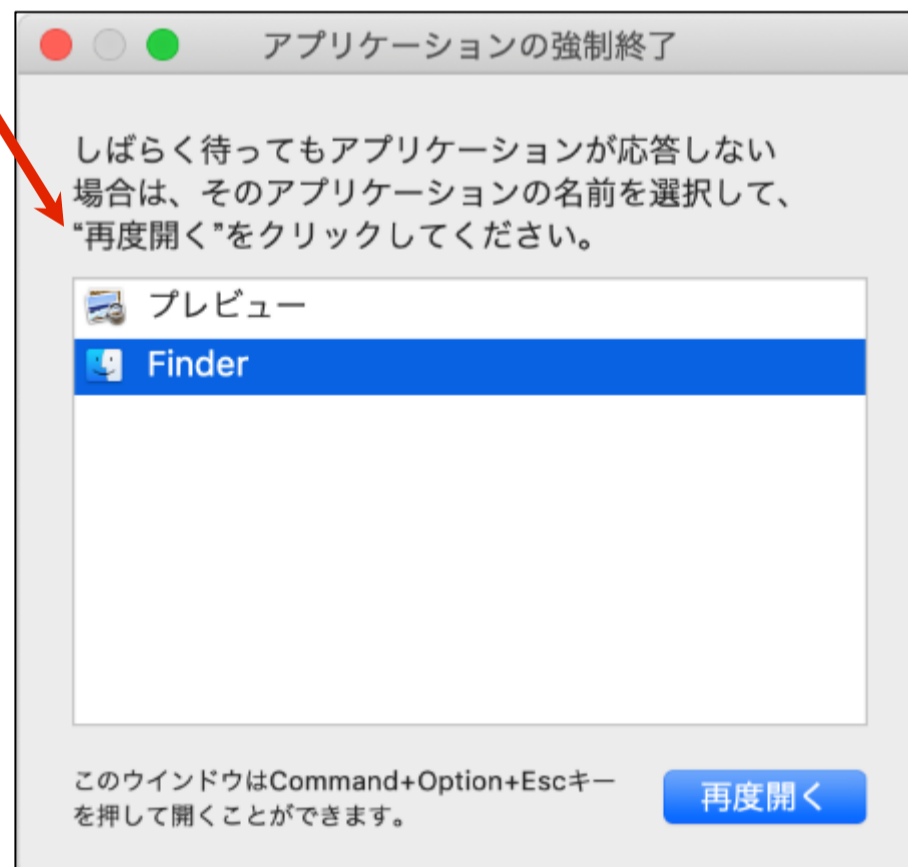 アプリケーションの強制終了
しばらく待ってもアプリケーションが応答しない
場合は、そのアプリケーションの名前を選択して、
“再度開く”をクリックしてください。
プレビュー
Finder
このウインドウはCommand+Option+Escキー
を押して開くことができます。
再度開く